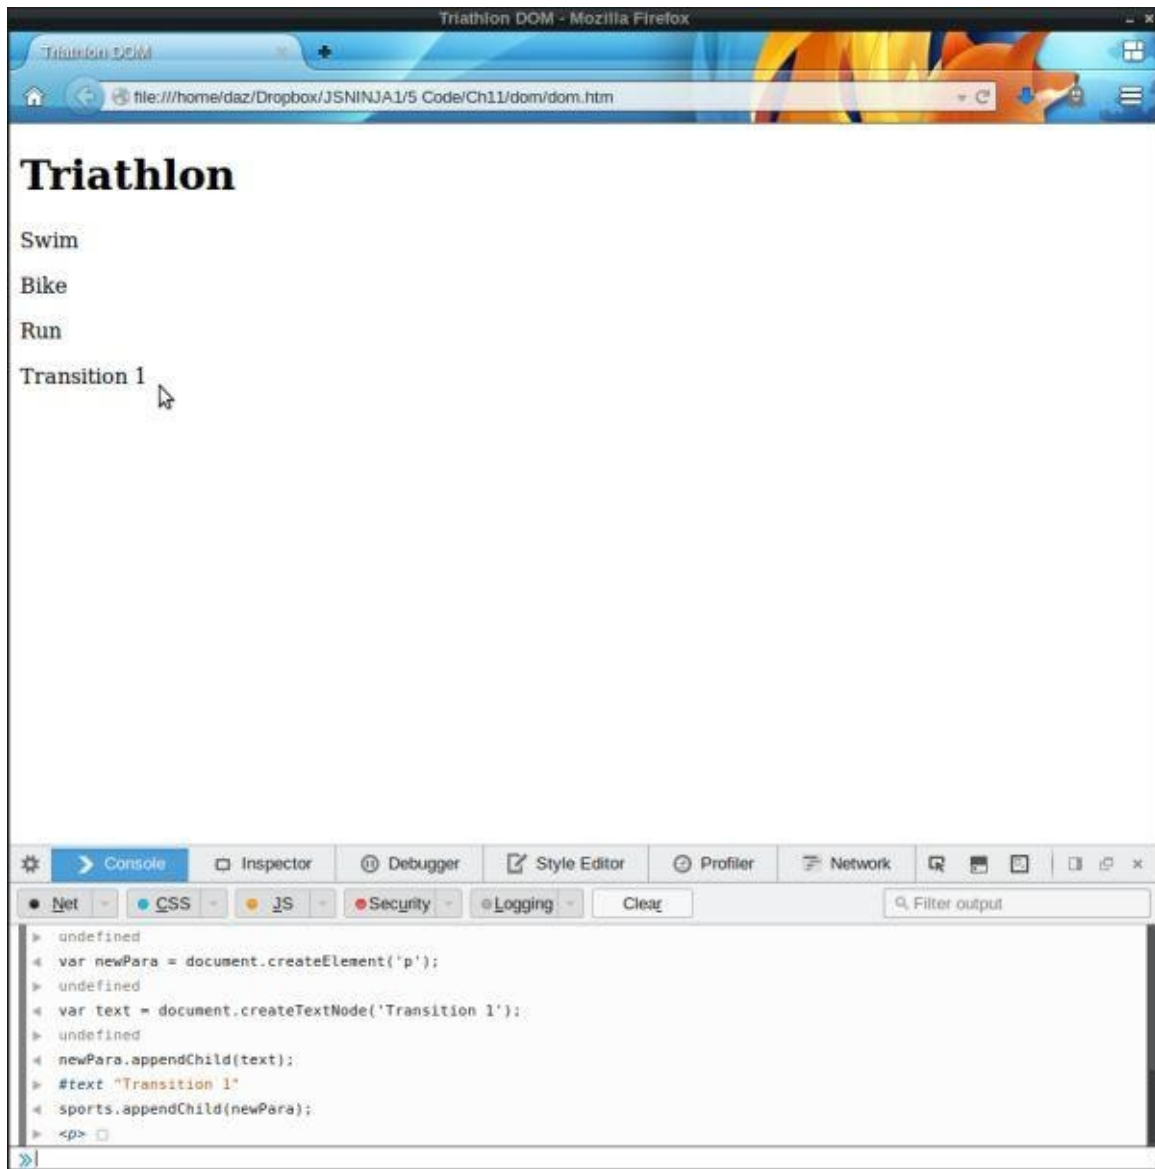 Triathlon DOM - Mozilla Firefox
Triathlon DOM
file:///home/daz/Dropbox/JSNINJA1/5 Code/Ch11/dom/dom.htm
Triathlon
Swim
Bike
Run
Transition 1
Console Inspector Debugger Style Editor Profiler Network
Net CSS JS Security Logging Clear Filter output
undefined
var newPara = document.createElement('p');
undefined
var text = document.createTextNode('Transition 1');
undefined
newPara.appendChild(text);
#text "Transition 1"
sports.appendChild(newPara);
<p>